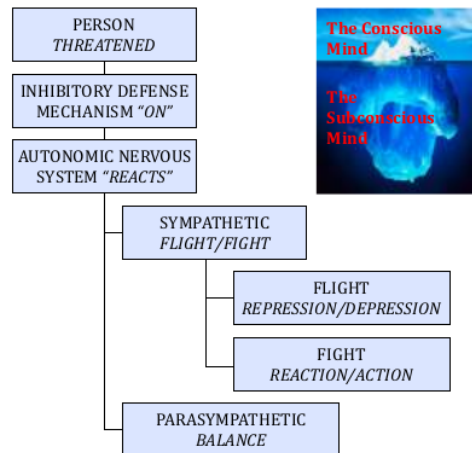 PERSON
THREATENED
INHIBITORY DEFENSE
MECHANISM "ON"
AUTONOMIC NERVOUS
SYSTEM "REACTS"
SYMPATHETIC
FLIGHT/FIGHT
FLIGHT
REPRESSION/DEPRESSION
FIGHT
REACTION/ACTION
PARASYMPATHETIC
BALANCE
The Conscious
Mind
The
Subconscious
Mind